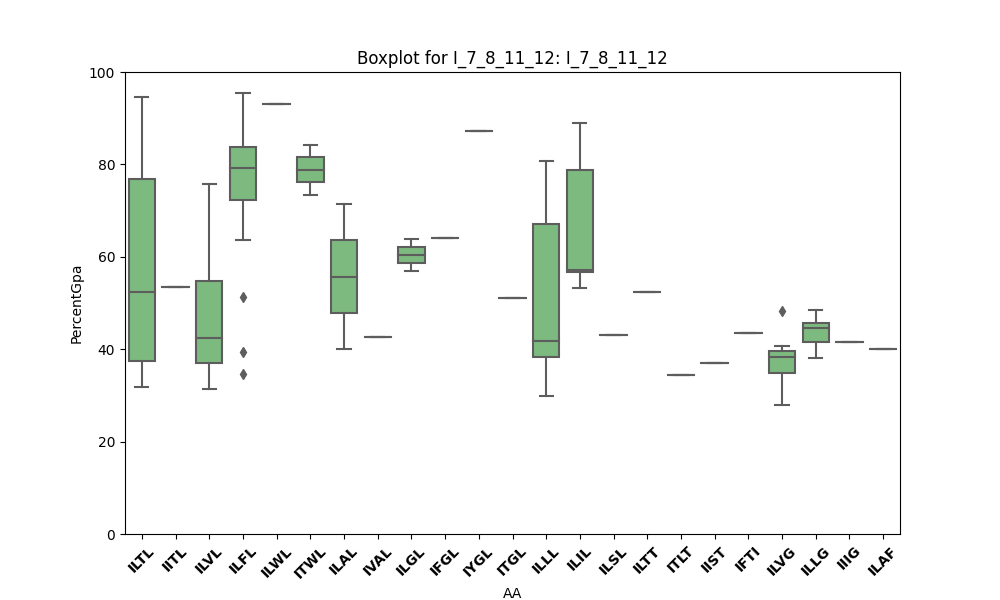 Boxplot for I_7_8_11_12: I_7_8_11_12
100
80
60
40
20
0
PercentGpa
ILTL
IITL
ILVL
ILFL
ILWL
ITWL
ILAL
IVAL
ILGL
IFGL
IYGL
ITGL
ILLL
ILIL
ILSL
ILTT
ITLT
IIST
IFTI
ILVG
ILLG
IIIG
ILAF
AA